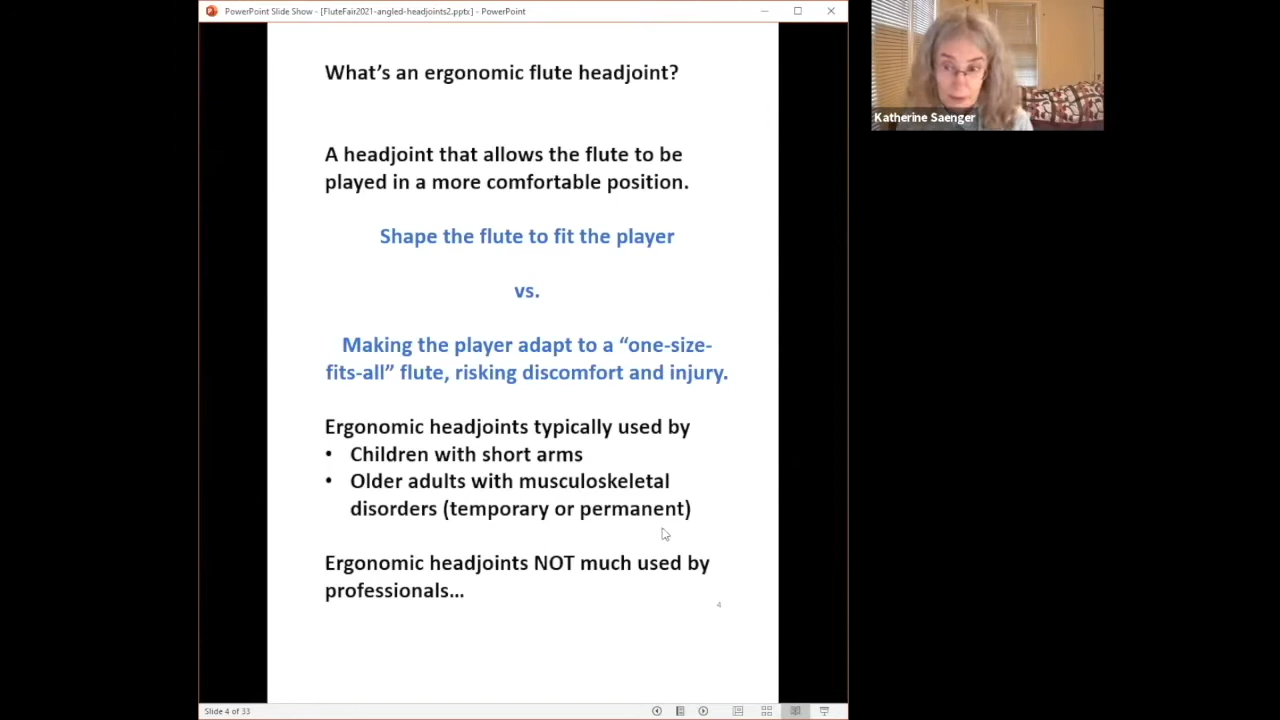 PowerPoint Slide Show - [FluteFair2021-angled-headjoints2.pptx] - PowerPoint
What's an ergonomic flute headjoint?
A headjoint that allows the flute to be
played in a more comfortable position.
Shape the flute to fit the player
vs.
Making the player adapt to a “one-size-
fits-all” flute, risking discomfort and injury.
Ergonomic headjoints typically used by
• Children with short arms
• Older adults with musculoskeletal
disorders (temporary or permanent)
Ergonomic headjoints NOT much used by
professionals...
4
Slide 4 of 33
Katherine Saenger